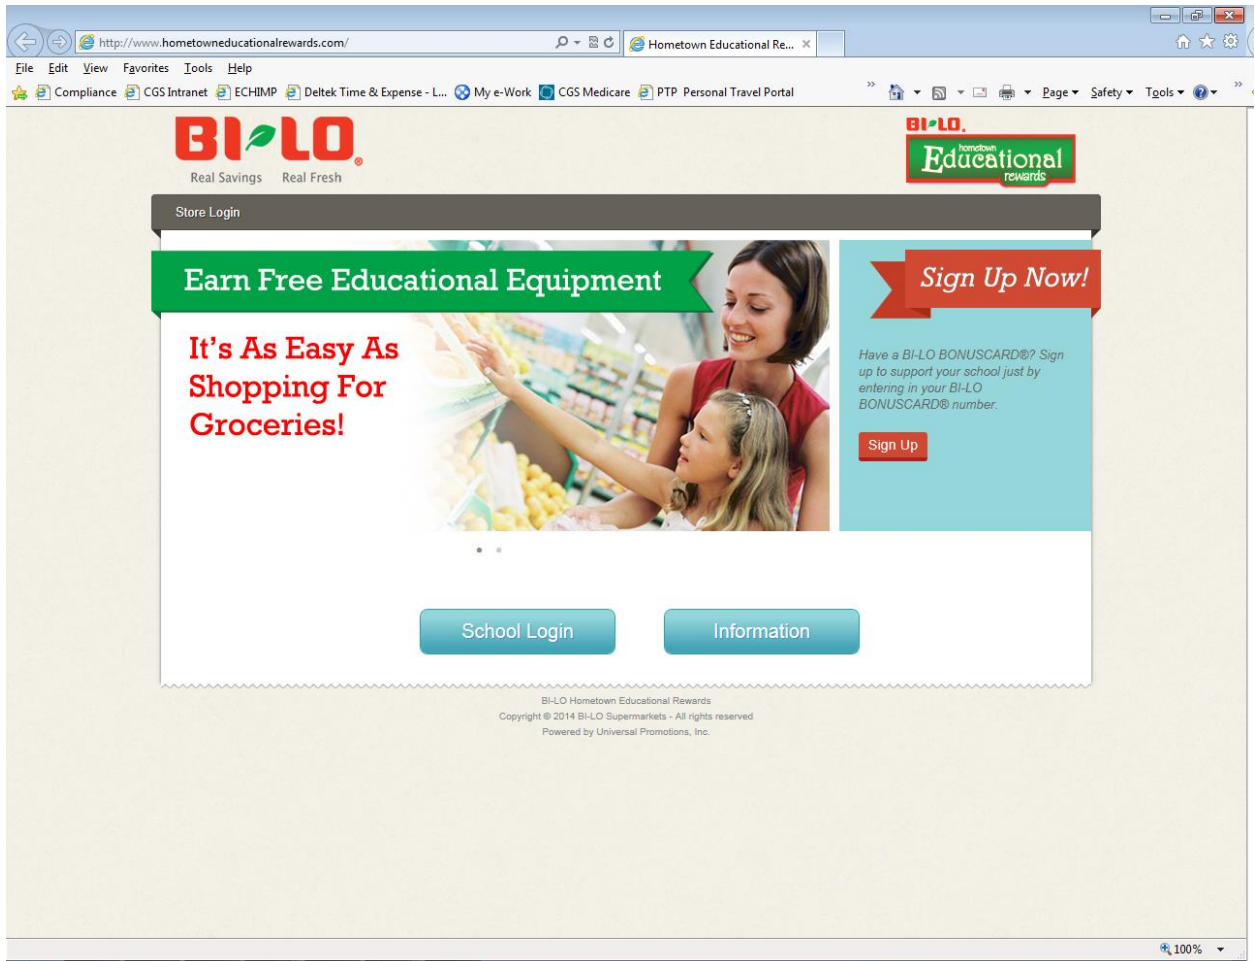 http://www.hometowneducationalrewards.com/
Hometown Educational Re...
File Edit View Favorites Tools Help
Compliance CGS Intranet ECHIMP Deltek Time & Expense - L... My e-Work CGS Medicare PTP Personal Travel Portal
Page Safety Tools
BI-LO®
Real Savings Real Fresh
BI-LO.
hometown
Educational
rewards
Store Login
Earn Free Educational Equipment
It's As Easy As
Shopping For
Groceries!
Sign Up Now!
Have a BI-LO BONUSCARD®? Sign
up to support your school just by
entering in your BI-LO
BONUSCARD® number.
Sign Up
School Login
Information
BI-LO Hometown Educational Rewards
Copyright © 2014 BI-LO Supermarkets - All rights reserved
Powered by Universal Promotions, Inc.
100%